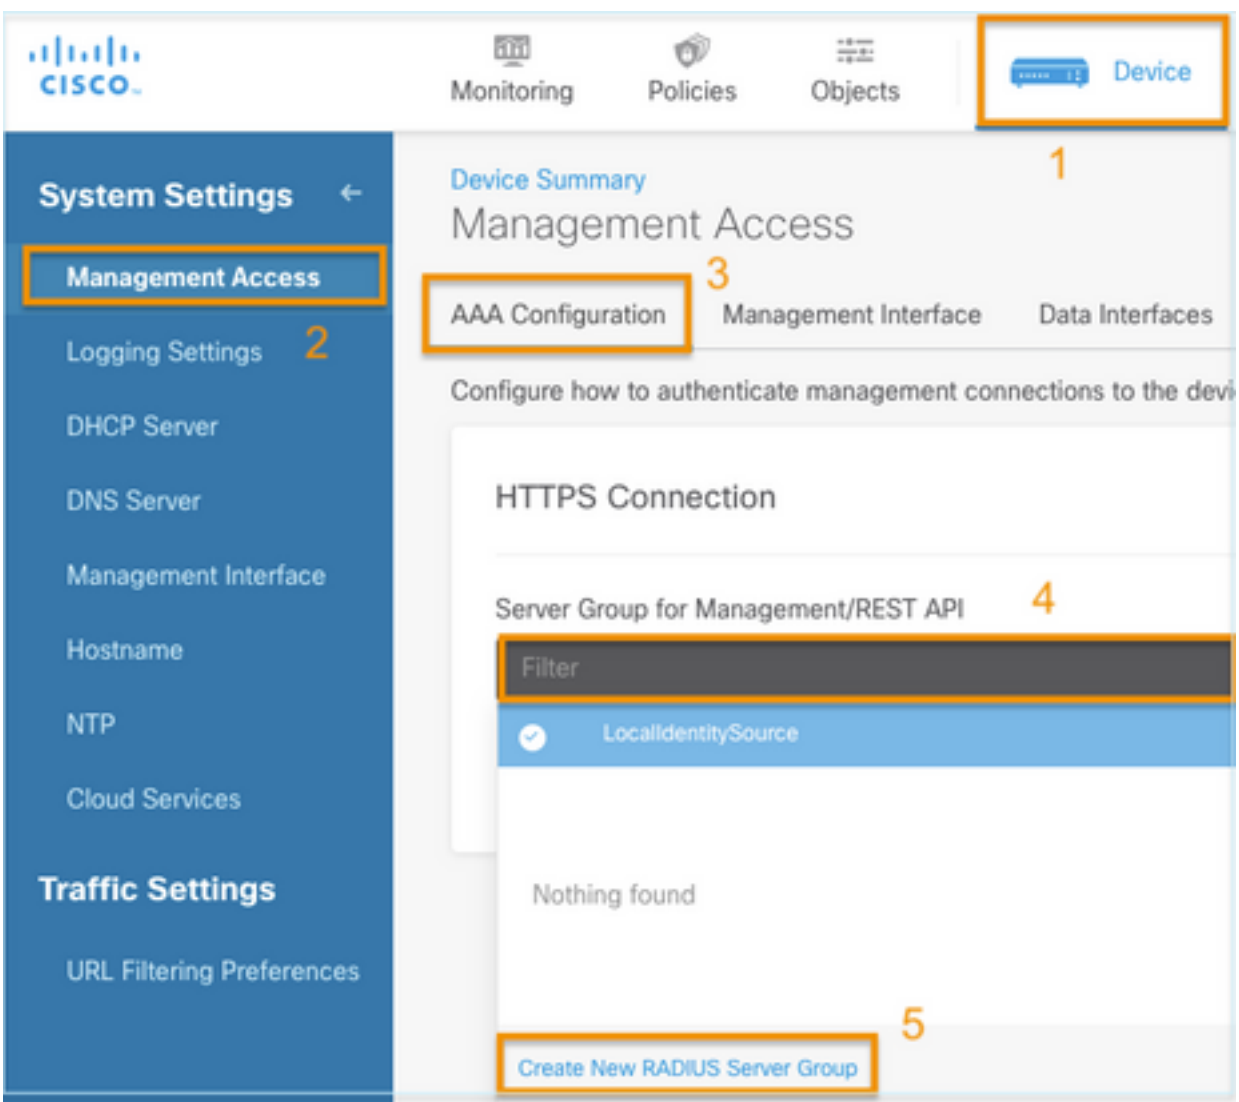 CISCO
Monitoring
Policies
Objects
Device
1
System Settings
Management Access
2
Logging Settings
DHCP Server
DNS Server
Management Interface
Hostname
NTP
Cloud Services
Traffic Settings
URL Filtering Preferences
Device Summary
Management Access
3
AAA Configuration
Management Interface
Data Interfaces
Configure how to authenticate management connections to the devi
HTTPS Connection
Server Group for Management/REST API
4
Filter
LocalIdentitySource
Nothing found
5
Create New RADIUS Server Group